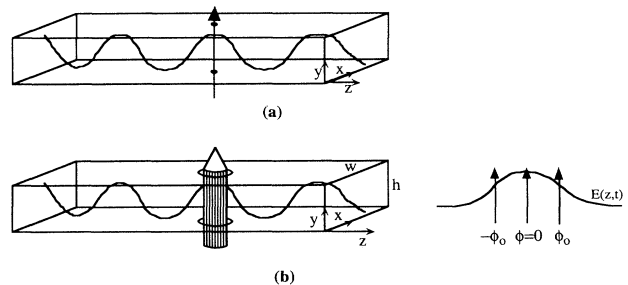 y x
z
(a)
w
h
y x
z
E(z,t)
−ϕₒ ϕ=0 ϕₒ
(b)